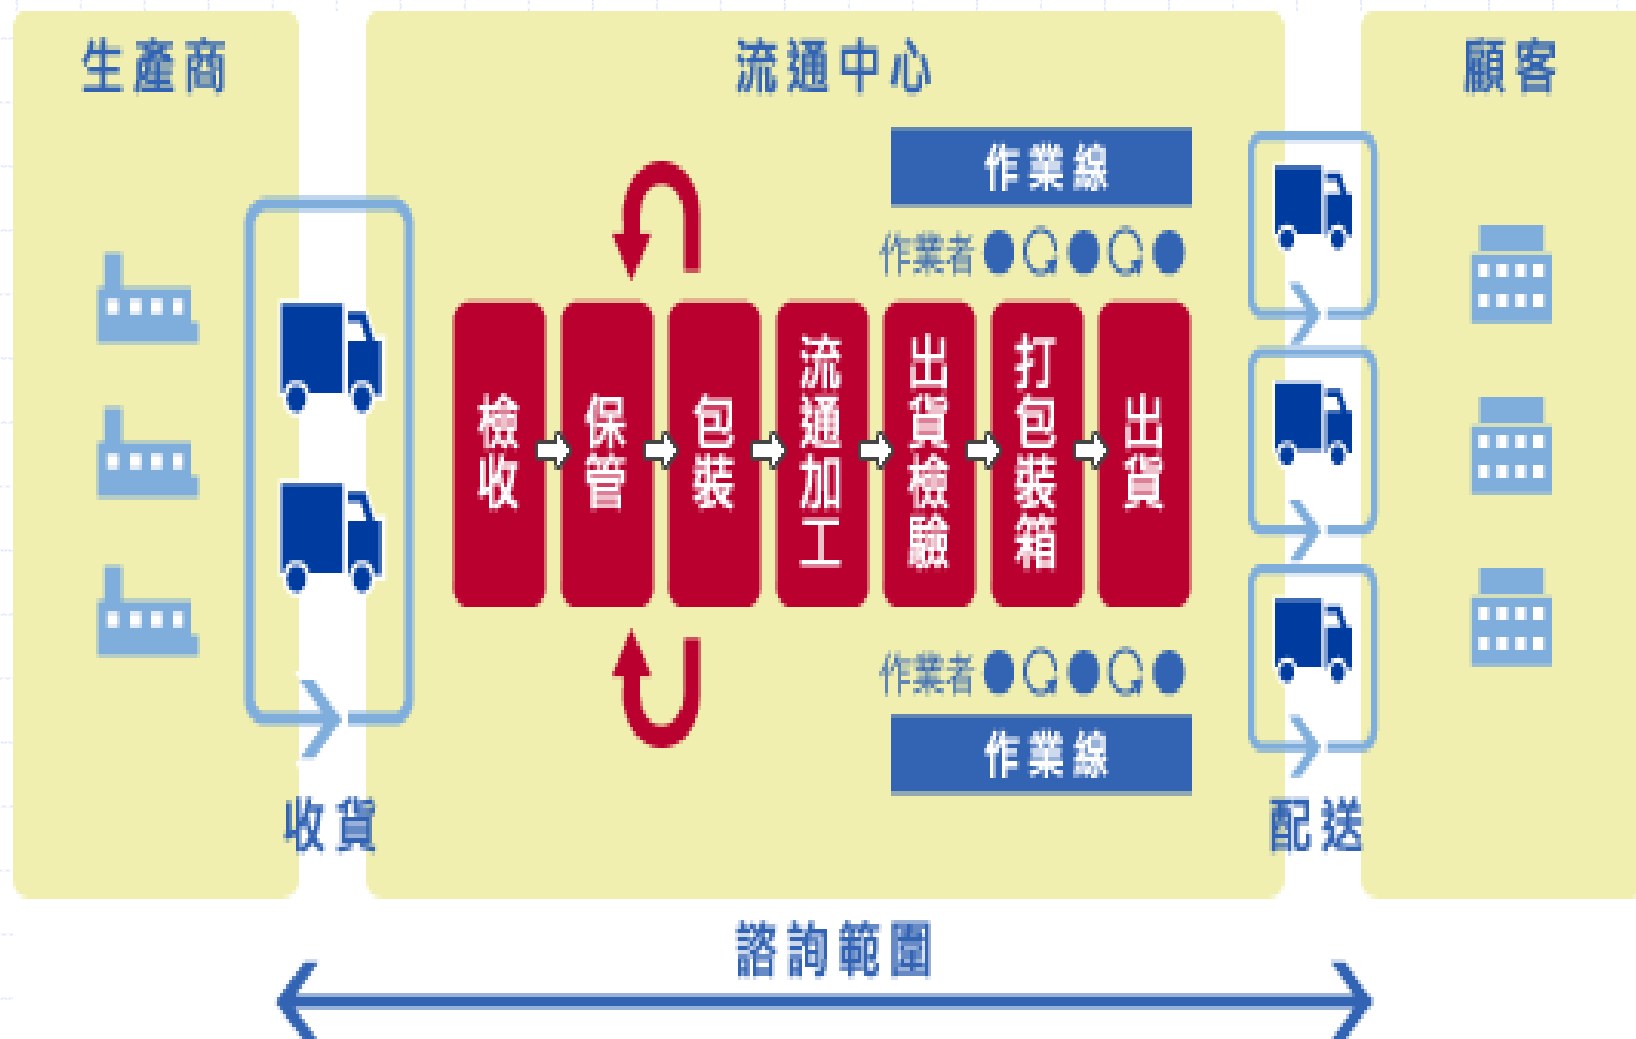 生產商
流通中心
顧客
作業線
作業者
檢收
保管
包裝
流通加工
出貨檢驗
打包裝箱
出貨
作業者
作業線
收貨
配送
諮詢範圍